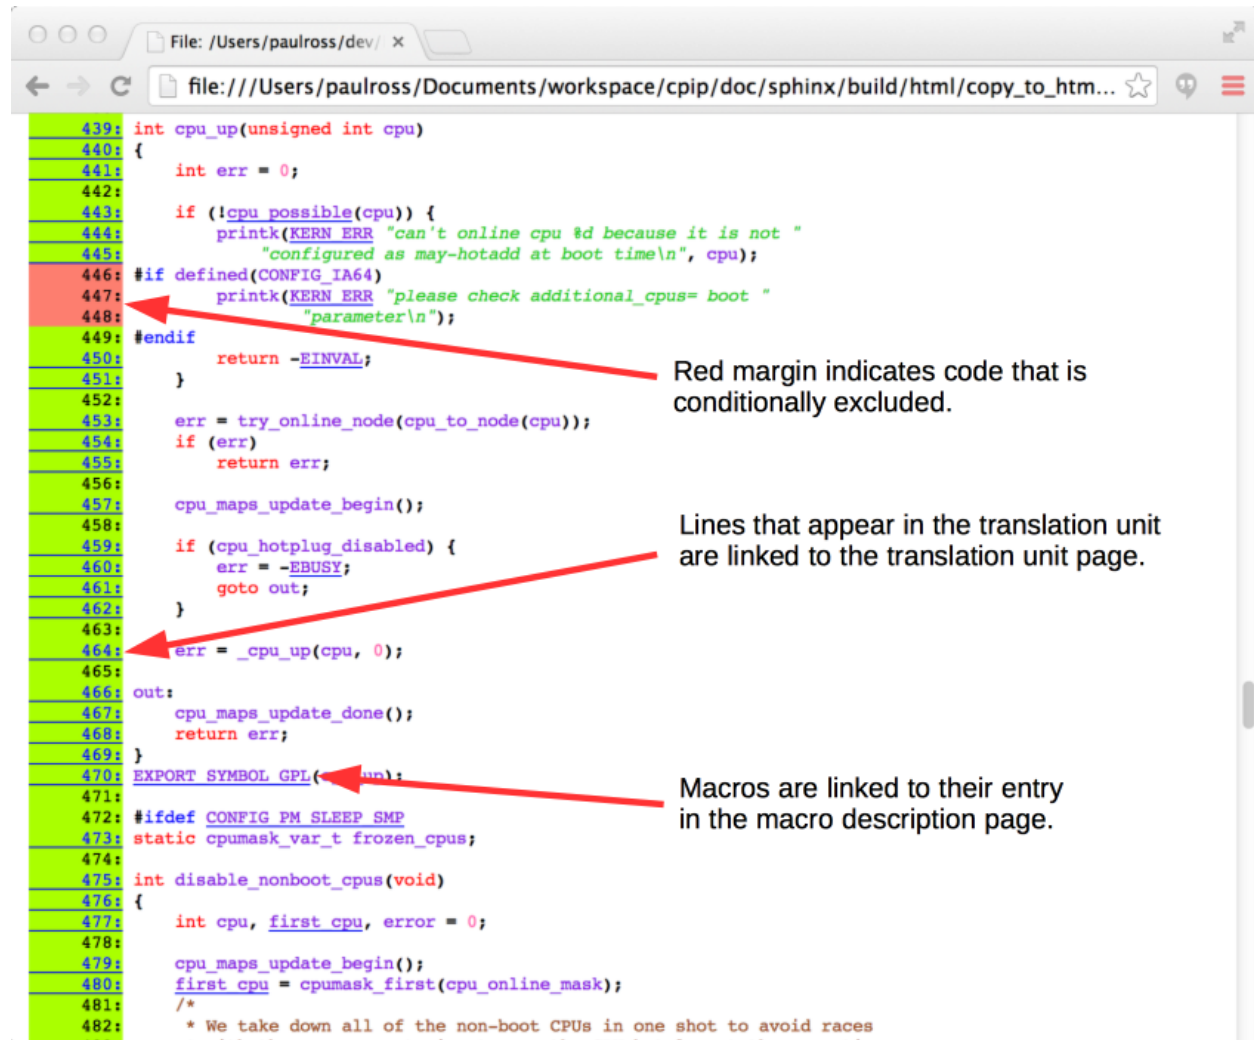 File: /Users/paulross/dev/
file:///Users/paulross/Documents/workspace/cpip/doc/sphinx/build/html/copy_to_htm...
439: int cpu_up(unsigned int cpu)
440: {
441:     int err = 0;
442:
443:     if (!cpu_possible(cpu)) {
444:         printk(KERN_ERR "can't online cpu %d because it is not "
445:             "configured as may-hotadd at boot time\n", cpu);
446: #if defined(CONFIG_IA64)
447:         printk(KERN_ERR "please check additional_cpus= boot "
448:                 "parameter\n");
449: #endif
450:         return -EINVAL;
Red margin indicates code that is
conditionally excluded.
451:     }
452:
453:     err = try_online_node(cpu_to_node(cpu));
454:     if (err)
455:         return err;
456:
457:     cpu_maps_update_begin();
458:
Lines that appear in the translation unit
are linked to the translation unit page.
459:     if (cpu_hotplug_disabled) {
460:         err = -EBUSY;
461:         goto out;
462:     }
463:
464:     err = _cpu_up(cpu, 0);
465:
466: out:
467:     cpu_maps_update_done();
468:     return err;
469: }
470: EXPORT_SYMBOL_GPL( up);
Macros are linked to their entry
in the macro description page.
471:
472: #ifdef CONFIG_PM_SLEEP_SMP
473: static cpumask_var_t frozen_cpus;
474:
475: int disable_nonboot_cpus(void)
476: {
477:     int cpu, first_cpu, error = 0;
478:
479:     cpu_maps_update_begin();
480:     first_cpu = cpumask_first(cpu_online_mask);
481:     /*
482:      * We take down all of the non-boot CPUs in one shot to avoid races